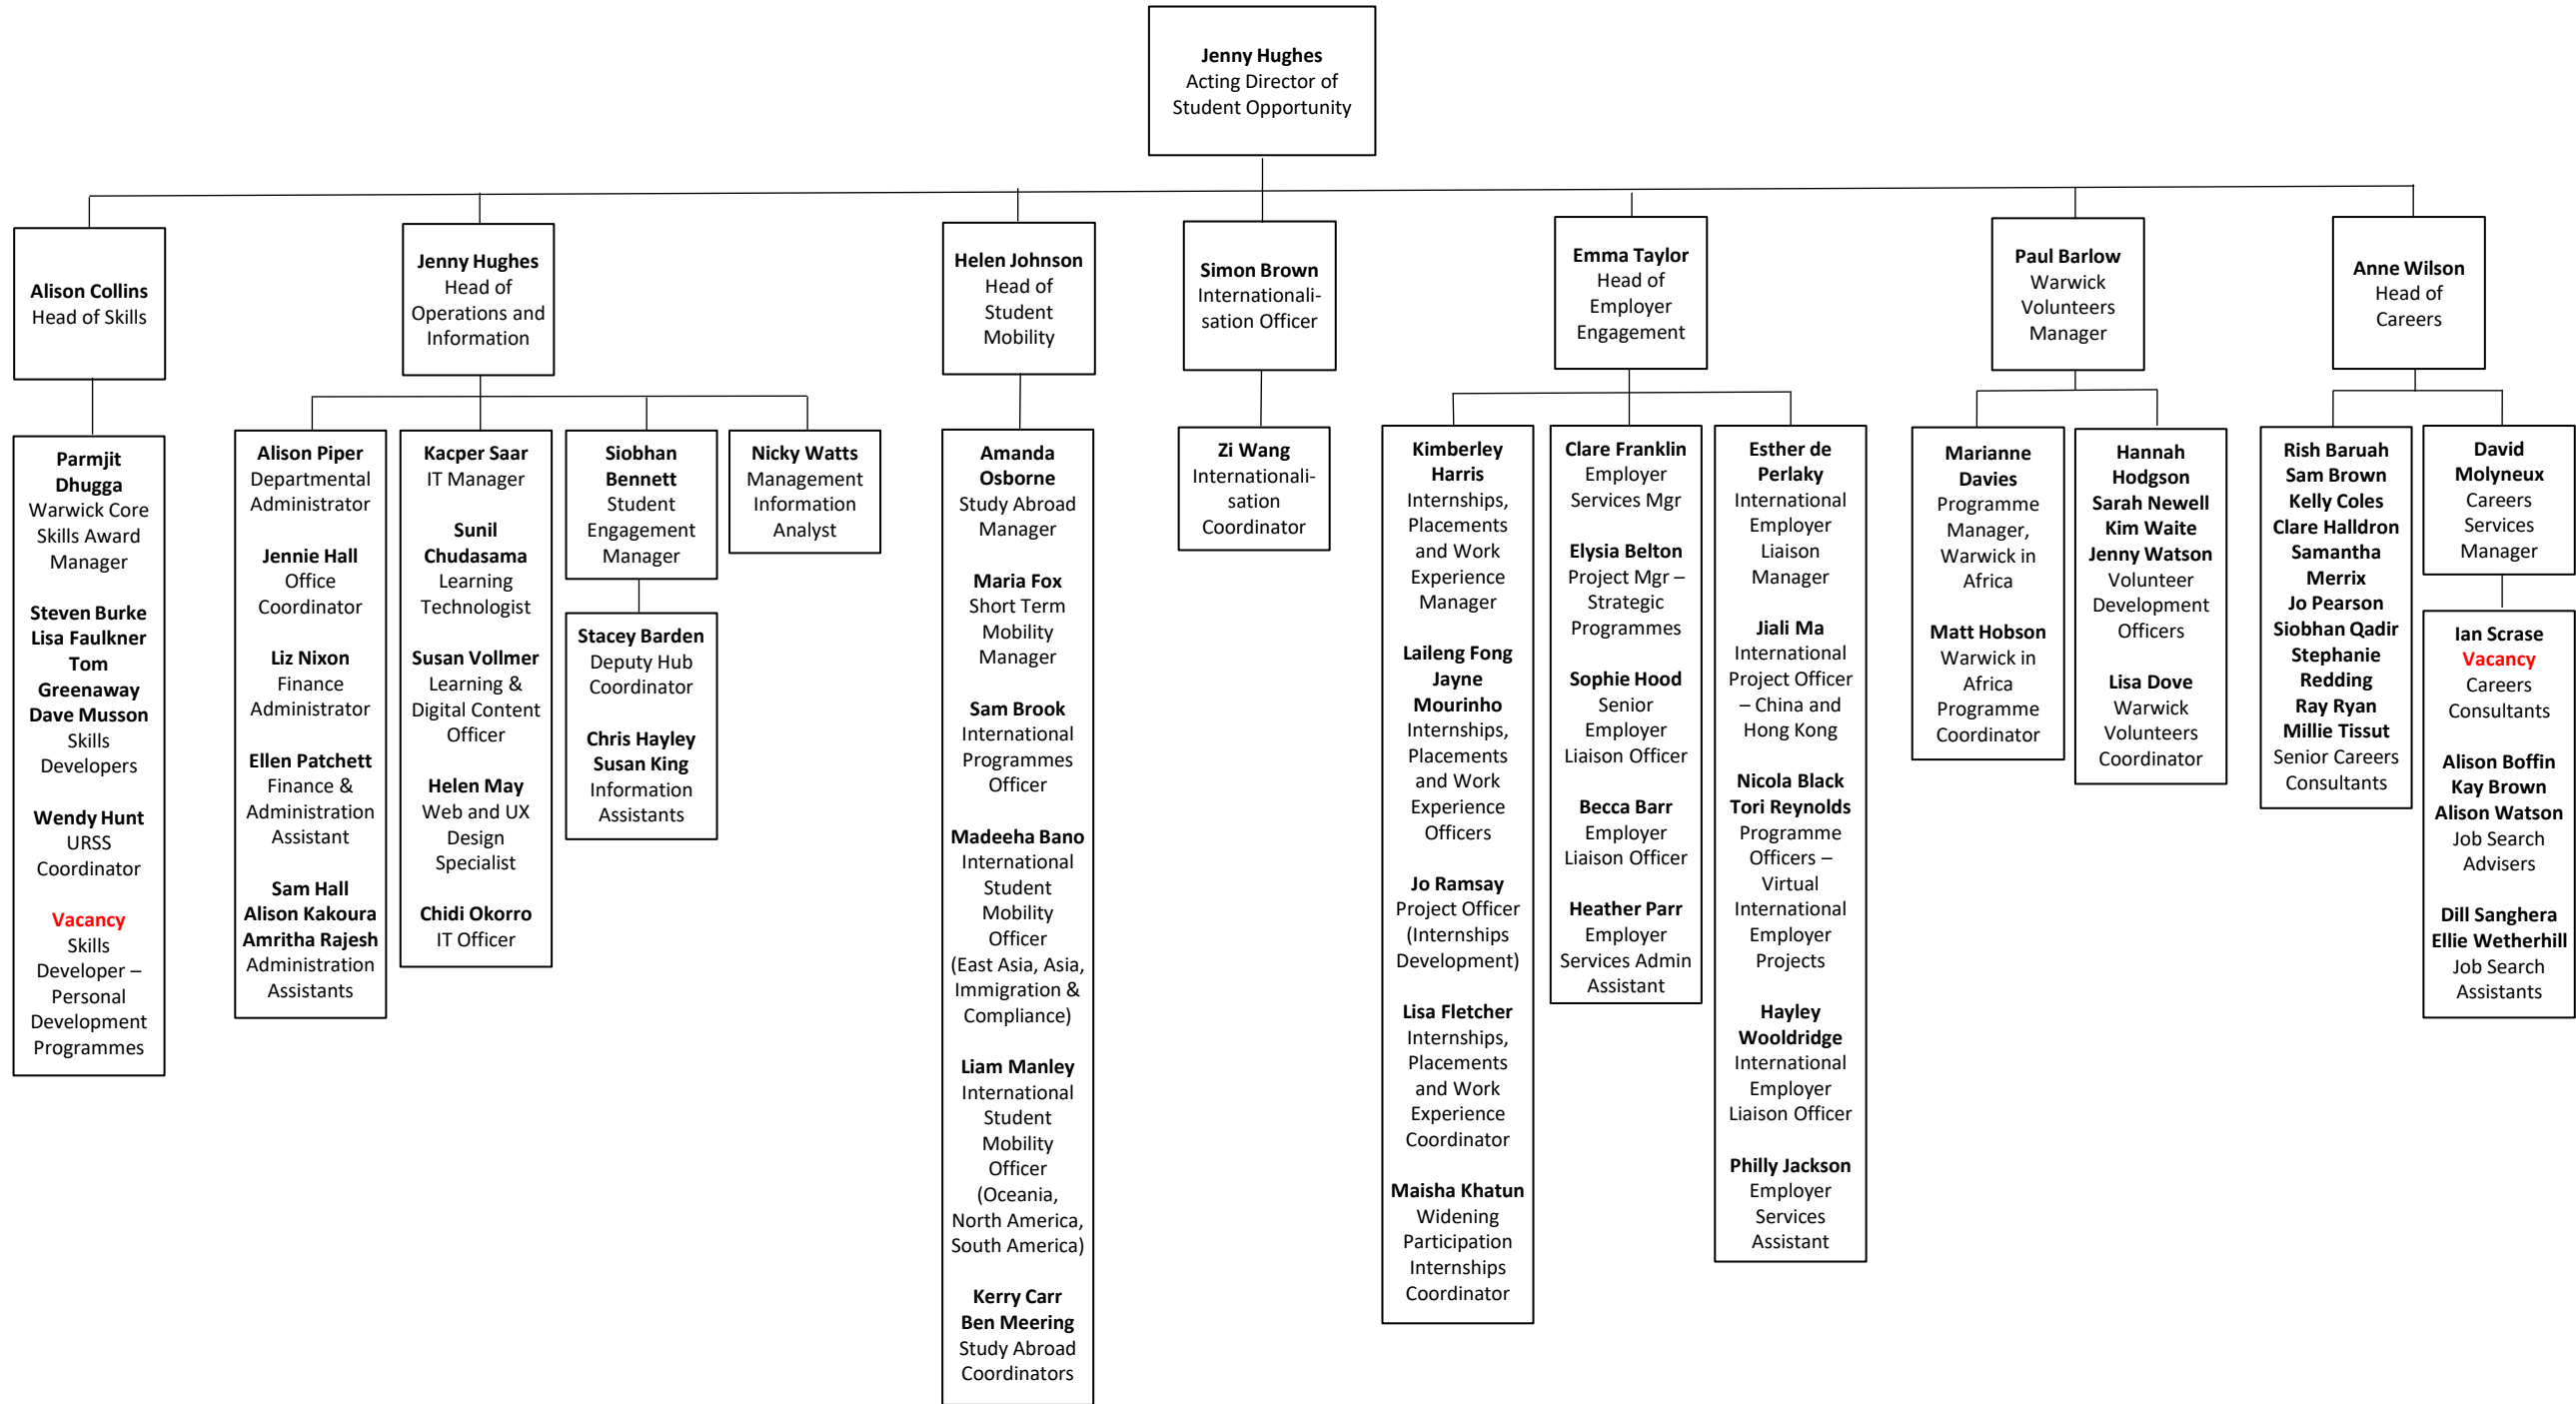 Jenny Hughes
Acting Director of
Student Opportunity
Alison Collins
Head of Skills
Jenny Hughes
Head of
Operations and
Information
Helen Johnson
Head of
Student
Mobility
Simon Brown
Internationali-
sation Officer
Emma Taylor
Head of
Employer
Engagement
Paul Barlow
Warwick
Volunteers
Manager
Anne Wilson
Head of
Careers
Parmjit
Dhugga
Warwick Core
Skills Award
Manager
Steven Burke
Lisa Faulkner
Tom
Greenaway
Dave Musson
Skills
Developers
Wendy Hunt
URSS
Coordinator
Vacancy
Skills
Developer –
Personal
Development
Programmes
Alison Piper
Departmental
Administrator
Jennie Hall
Office
Coordinator
Liz Nixon
Finance
Administrator
Ellen Patchett
Finance &
Administration
Assistant
Sam Hall
Alison Kakoura
Amritha Rajesh
Administration
Assistants
Kacper Saar
IT Manager
Sunil
Chudasama
Learning
Technologist
Susan Vollmer
Learning &
Digital Content
Officer
Helen May
Web and UX
Design
Specialist
Chidi Okorro
IT Officer
Siobhan
Bennett
Student
Engagement
Manager
Stacey Barden
Deputy Hub
Coordinator
Chris Hayley
Susan King
Information
Assistants
Nicky Watts
Management
Information
Analyst
Amanda
Osborne
Study Abroad
Manager
Maria Fox
Short Term
Mobility
Manager
Sam Brook
International
Programmes
Officer
Madeeha Bano
International
Student
Mobility
Officer
(East Asia, Asia,
Immigration &
Compliance)
Liam Manley
International
Student
Mobility
Officer
(Oceania,
North America,
South America)
Kerry Carr
Ben Meering
Study Abroad
Coordinators
Zi Wang
Internationali-
sation
Coordinator
Kimberley
Harris
Internships,
Placements
and Work
Experience
Manager
Laileng Fong
Jayne
Mourinho
Internships,
Placements
and Work
Experience
Officers
Jo Ramsay
Project Officer
(Internships
Development)
Lisa Fletcher
Internships,
Placements
and Work
Experience
Coordinator
Maisha Khatun
Widening
Participation
Internships
Coordinator
Clare Franklin
Employer
Services Mgr
Elysia Belton
Project Mgr –
Strategic
Programmes
Sophie Hood
Senior
Employer
Liaison Officer
Becca Barr
Employer
Liaison Officer
Heather Parr
Employer
Services Admin
Assistant
Esther de
Perlaky
International
Employer
Liaison
Manager
Jiali Ma
International
Project Officer
– China and
Hong Kong
Nicola Black
Tori Reynolds
Programme
Officers –
Virtual
International
Employer
Projects
Hayley
Wooldridge
International
Employer
Liaison Officer
Philly Jackson
Employer
Services
Assistant
Marianne
Davies
Programme
Manager,
Warwick in
Africa
Matt Hobson
Warwick in
Africa
Programme
Coordinator
Hannah
Hodgson
Sarah Newell
Kim Waite
Jenny Watson
Volunteer
Development
Officers
Lisa Dove
Warwick
Volunteers
Coordinator
Rish Baruah
Sam Brown
Kelly Coles
Clare Halldron
Samantha
Merrix
Jo Pearson
Siobhan Qadir
Stephanie
Redding
Ray Ryan
Millie Tissut
Senior Careers
Consultants
David
Molyneux
Careers
Services
Manager
Ian Scrase
Vacancy
Careers
Consultants
Alison Boffin
Kay Brown
Alison Watson
Job Search
Advisers
Dill Sanghera
Ellie Wetherhill
Job Search
Assistants